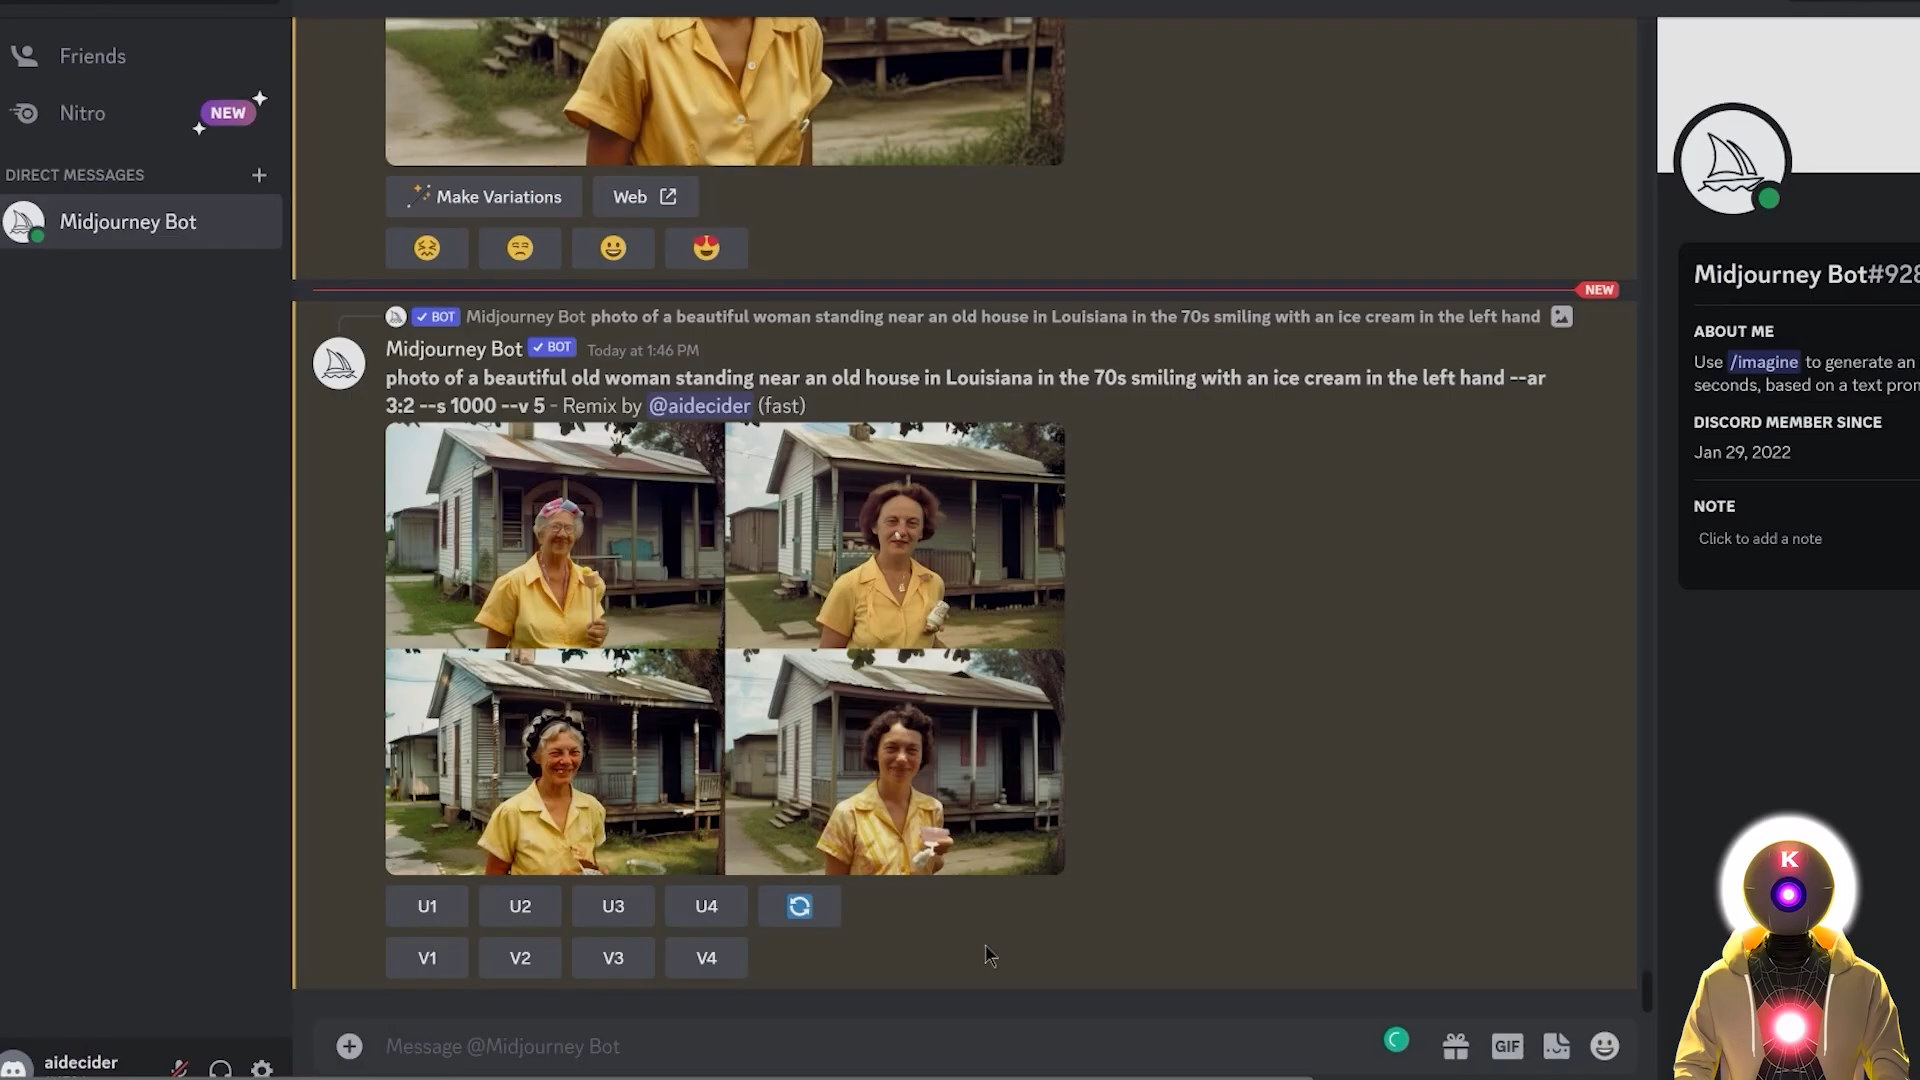 Friends
Nitro
NEW
DIRECT MESSAGES
Midjourney Bot
Make Variations
Web
NEW
BOT Midjourney Bot photo of a beautiful woman standing near an old house in Louisiana in the 70s smiling with an ice cream in the left hand
Midjourney Bot BOT Today at 1:46 PM
photo of a beautiful old woman standing near an old house in Louisiana in the 70s smiling with an ice cream in the left hand --ar
3:2 --s 1000 --v 5 - Remix by @aidecider (fast)
U1 U2 U3 U4
V1 V2 V3 V4
Message @Midjourney Bot
GIF
aidecider
Midjourney Bot#928
ABOUT ME
Use /imagine to generate an
seconds, based on a text pro
DISCORD MEMBER SINCE
Jan 29, 2022
NOTE
Click to add a note
K